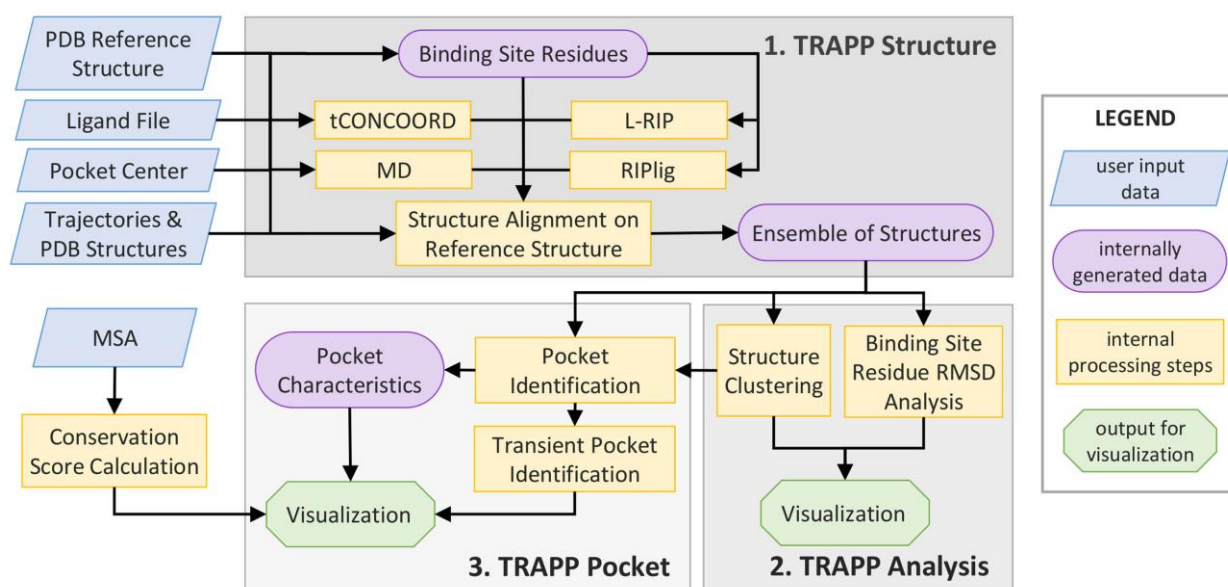 PDB Reference
Structure
Ligand File
Pocket Center
Trajectories &
PDB Structures
1. TRAPP Structure
Binding Site Residues
tCONCOORD
L-RIP
MD
RIPlig
Structure Alignment on
Reference Structure
Ensemble of Structures
MSA
Conservation
Score Calculation
Pocket
Characteristics
Pocket
Identification
Transient Pocket
Identification
Visualization
3. TRAPP Pocket
Structure
Clustering
Binding Site
Residue RMSD
Analysis
Visualization
2. TRAPP Analysis
LEGEND
user input
data
internally
generated data
internal
processing steps
output for
visualization